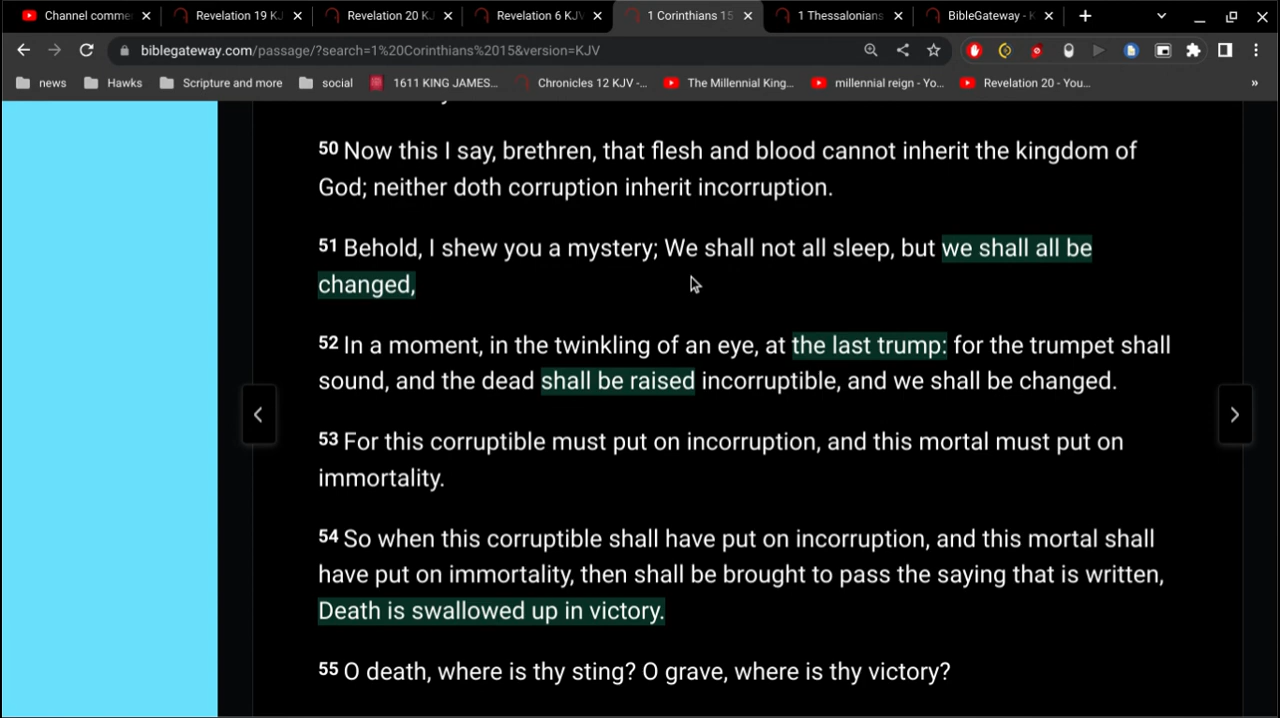 Channel comme
Revelation 19 KJ
Revelation 20 KJ
Revelation 6 KJV
1 Corinthians 15
1 Thessalonians
BibleGateway - K
biblegateway.com/passage/?search=1%20Corinthians%2015&version=KJV
news
Hawks
Scripture and more
social
1611 KING JAMES...
Chronicles 12 KJV -...
The Millennial King...
millennial reign - Yo...
Revelation 20 - You...
»
50 Now this I say, brethren, that flesh and blood cannot inherit the kingdom of
God; neither doth corruption inherit incorruption.
51 Behold, I shew you a mystery; We shall not all sleep, but we shall all be
changed,
52 In a moment, in the twinkling of an eye, at the last trump: for the trumpet shall
sound, and the dead shall be raised incorruptible, and we shall be changed.
53 For this corruptible must put on incorruption, and this mortal must put on
immortality.
54 So when this corruptible shall have put on incorruption, and this mortal shall
have put on immortality, then shall be brought to pass the saying that is written,
Death is swallowed up in victory.
55 O death, where is thy sting? O grave, where is thy victory?